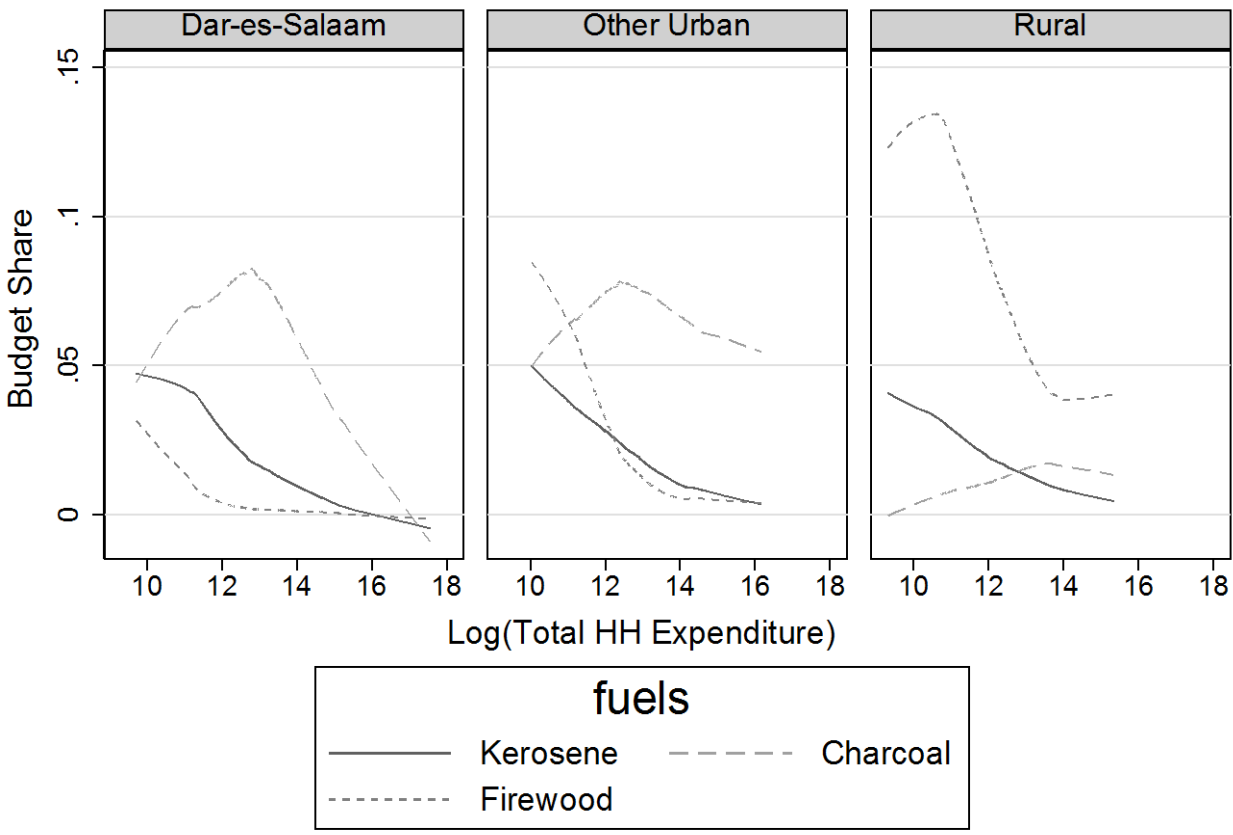 Dar-es-Salaam Other Urban Rural
.15
.1
.05
0
Budget Share
10 12 14 16 18 10 12 14 16 18 10 12 14 16 18
Log(Total HH Expenditure)
fuels
Kerosene Charcoal
Firewood